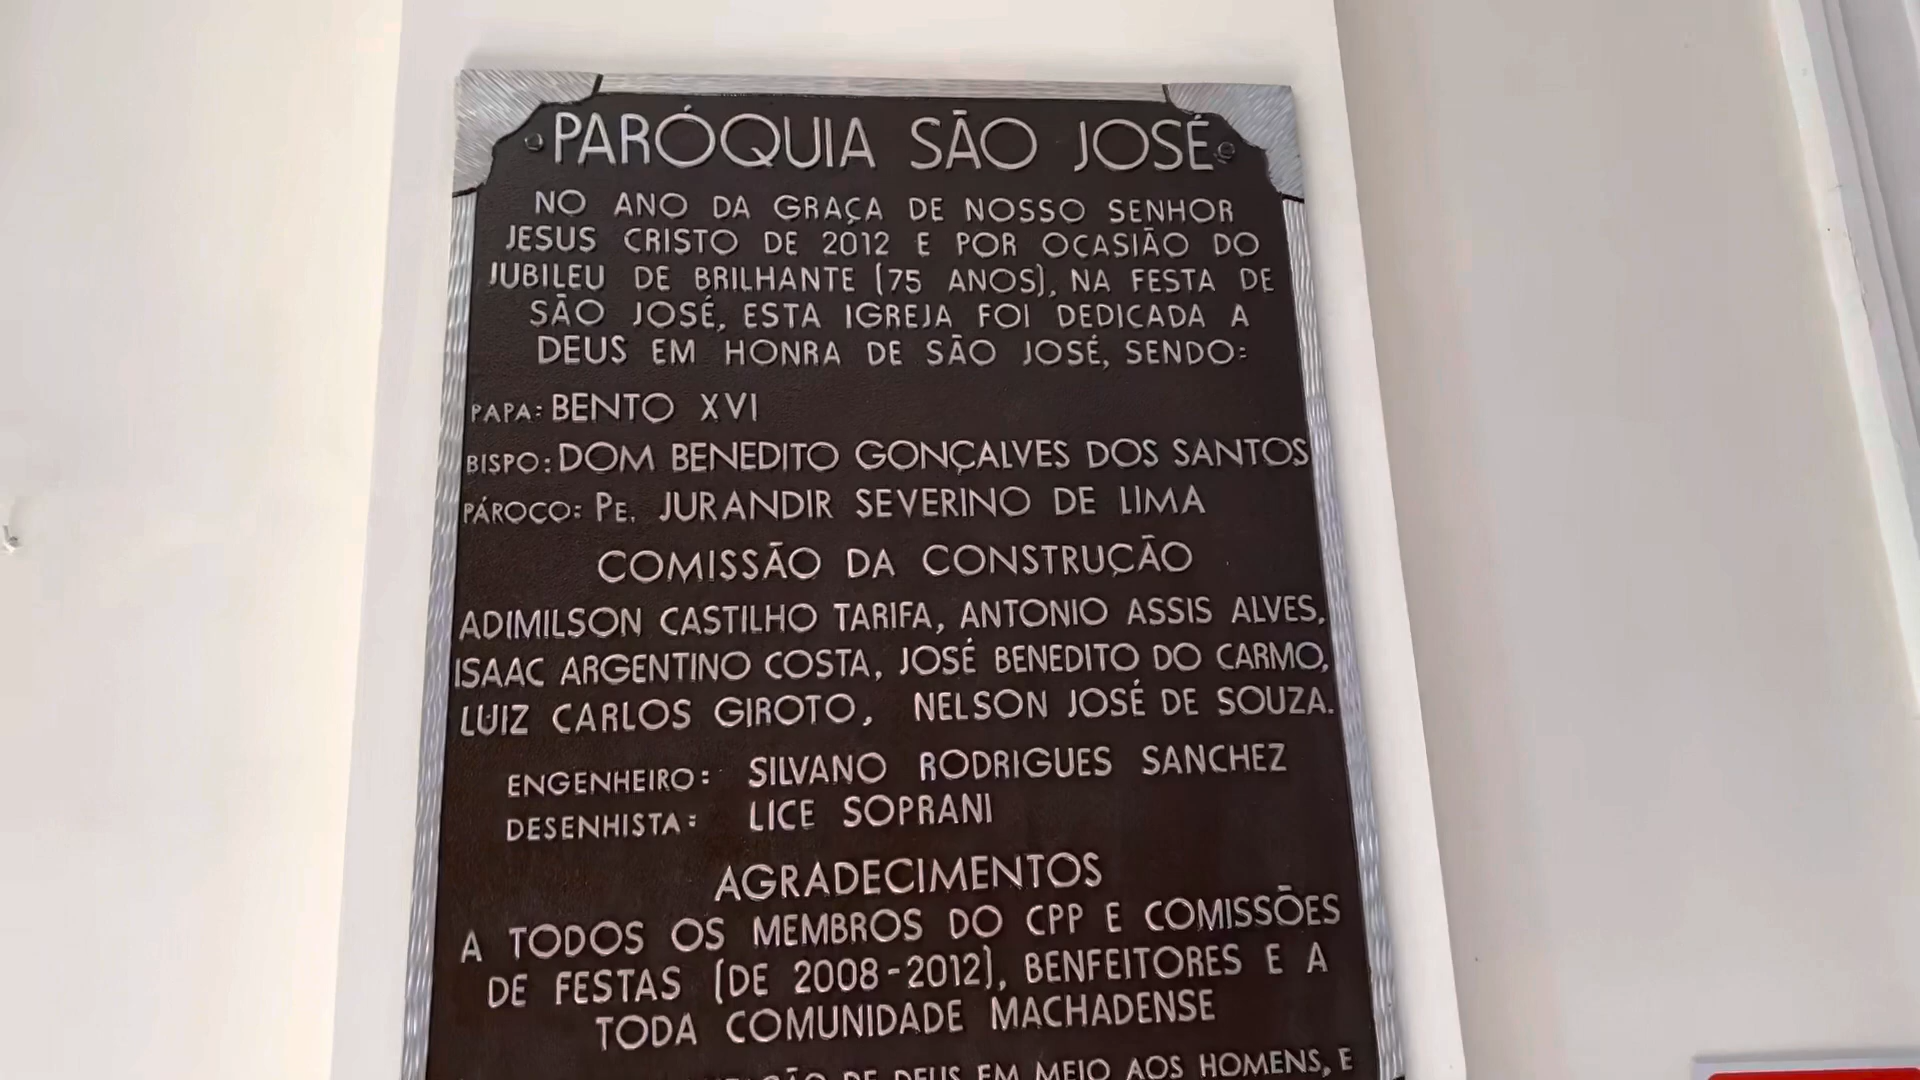 PARÓQUIA SÃO JOSÉ
NO ANO DA GRAÇA DE NOSSO SENHOR
JESUS CRISTO DE 2012 E POR OCASIÃO DO
JUBILEU DE BRILHANTE (75 ANOS), NA FESTA DE
SÃO JOSÉ, ESTA IGREJA FOI DEDICADA A
DEUS EM HONRA DE SÃO JOSÉ, SENDO:
PAPA: BENTO XVI
BISPO: DOM BENEDITO GONÇALVES DOS SANTOS
PÁROCO: PE. JURANDIR SEVERINO DE LIMA
COMISSÃO DA CONSTRUÇÃO
ADIMILSON CASTILHO TARIFA, ANTONIO ASSIS ALVES,
ISAAC ARGENTINO COSTA, JOSÉ BENEDITO DO CARMO,
LUIZ CARLOS GIROTO, NELSON JOSÉ DE SOUZA.
ENGENHEIRO: SILVANO RODRIGUES SANCHEZ
DESENHISTA: LICE SOPRANI
AGRADECIMENTOS
A TODOS OS MEMBROS DO CPP E COMISSÕES
DE FESTAS (DE 2008-2012), BENFEITORES E A
TODA COMUNIDADE MACHADENSE
DE DEUS EM MEIO AOS HOMENS, E